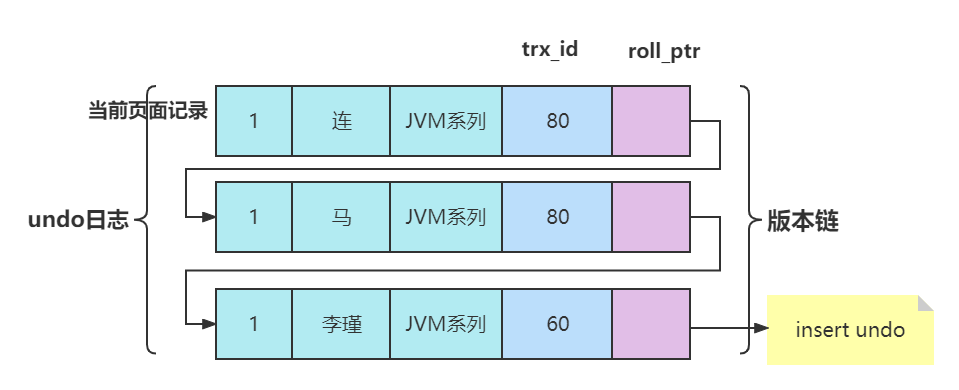 trx_id roll_ptr
当前页面记录 1 连 JVM系列 80
1 马 JVM系列 80
undo日志 版本链
1 李瑾 JVM系列 60
insert undo